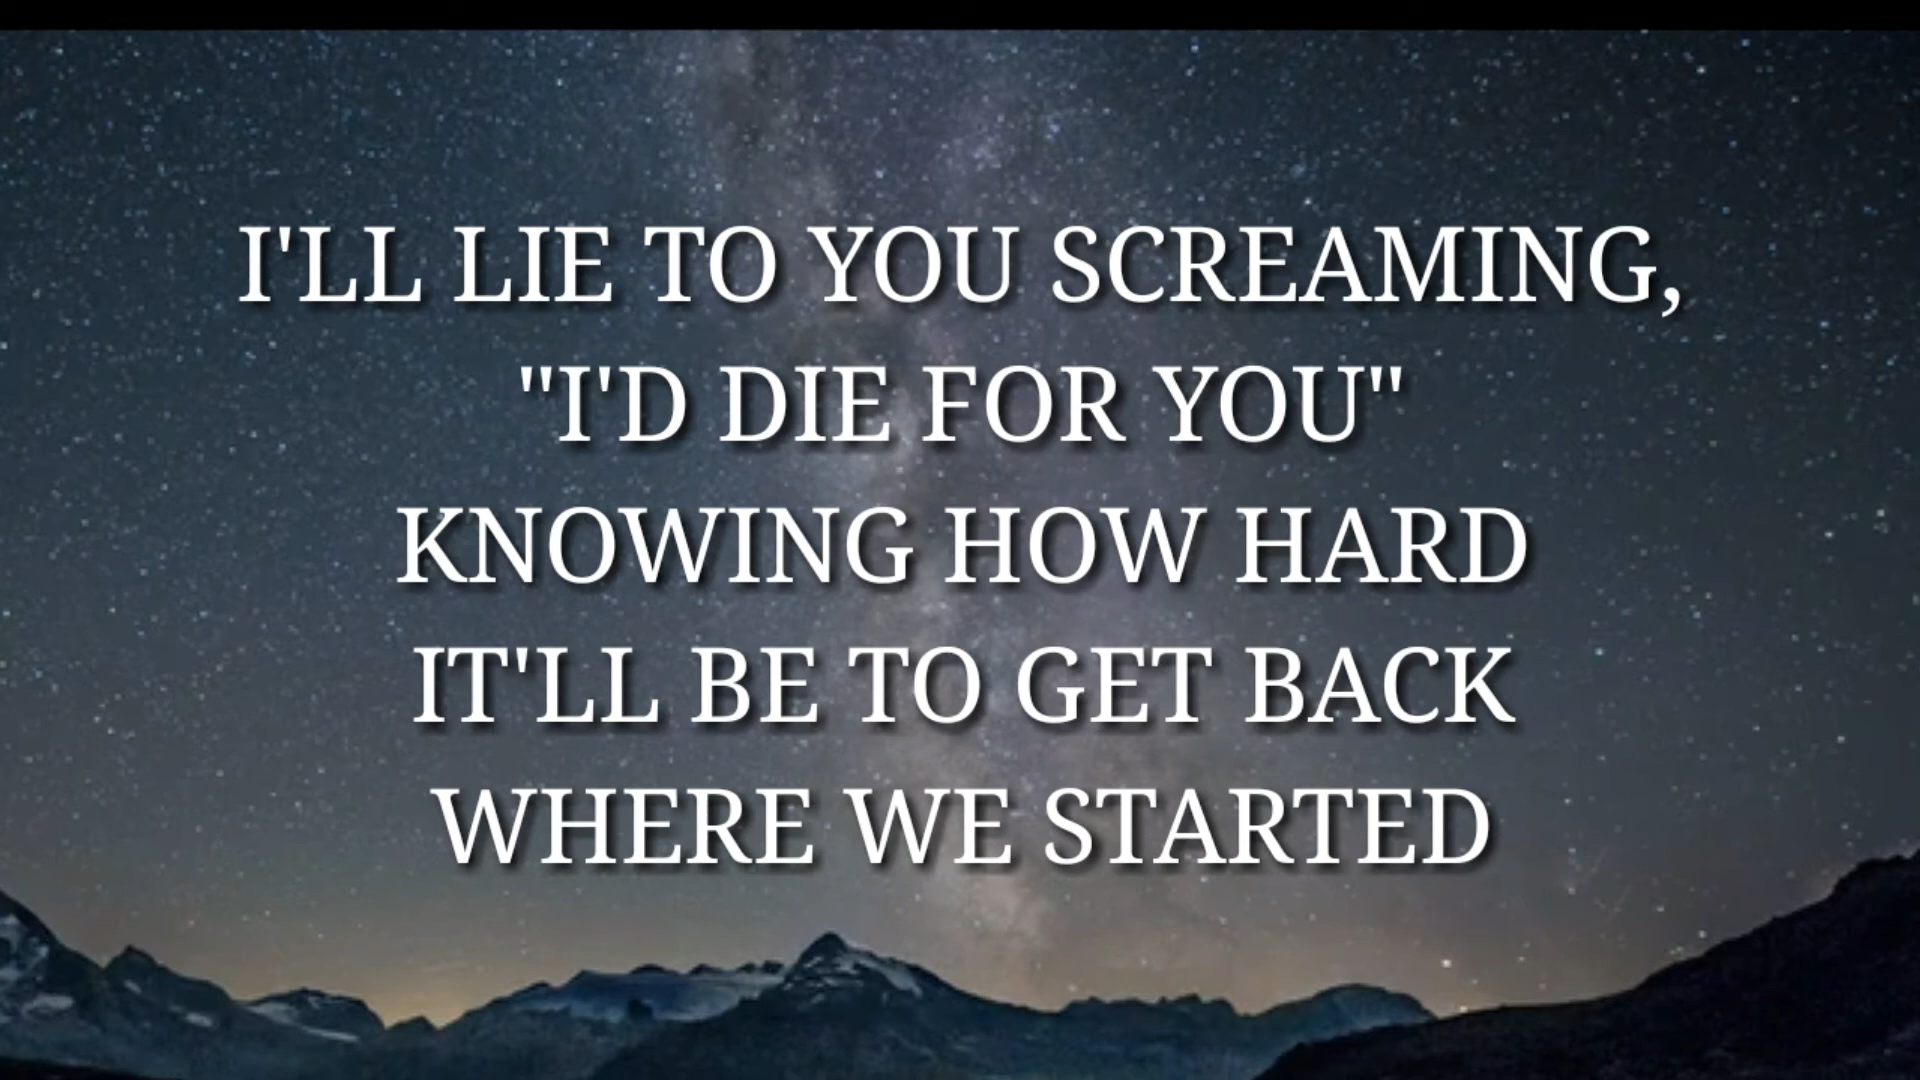 I'LL LIE TO YOU SCREAMING,
"I'D DIE FOR YOU"
KNOWING HOW HARD
IT'LL BE TO GET BACK
WHERE WE STARTED